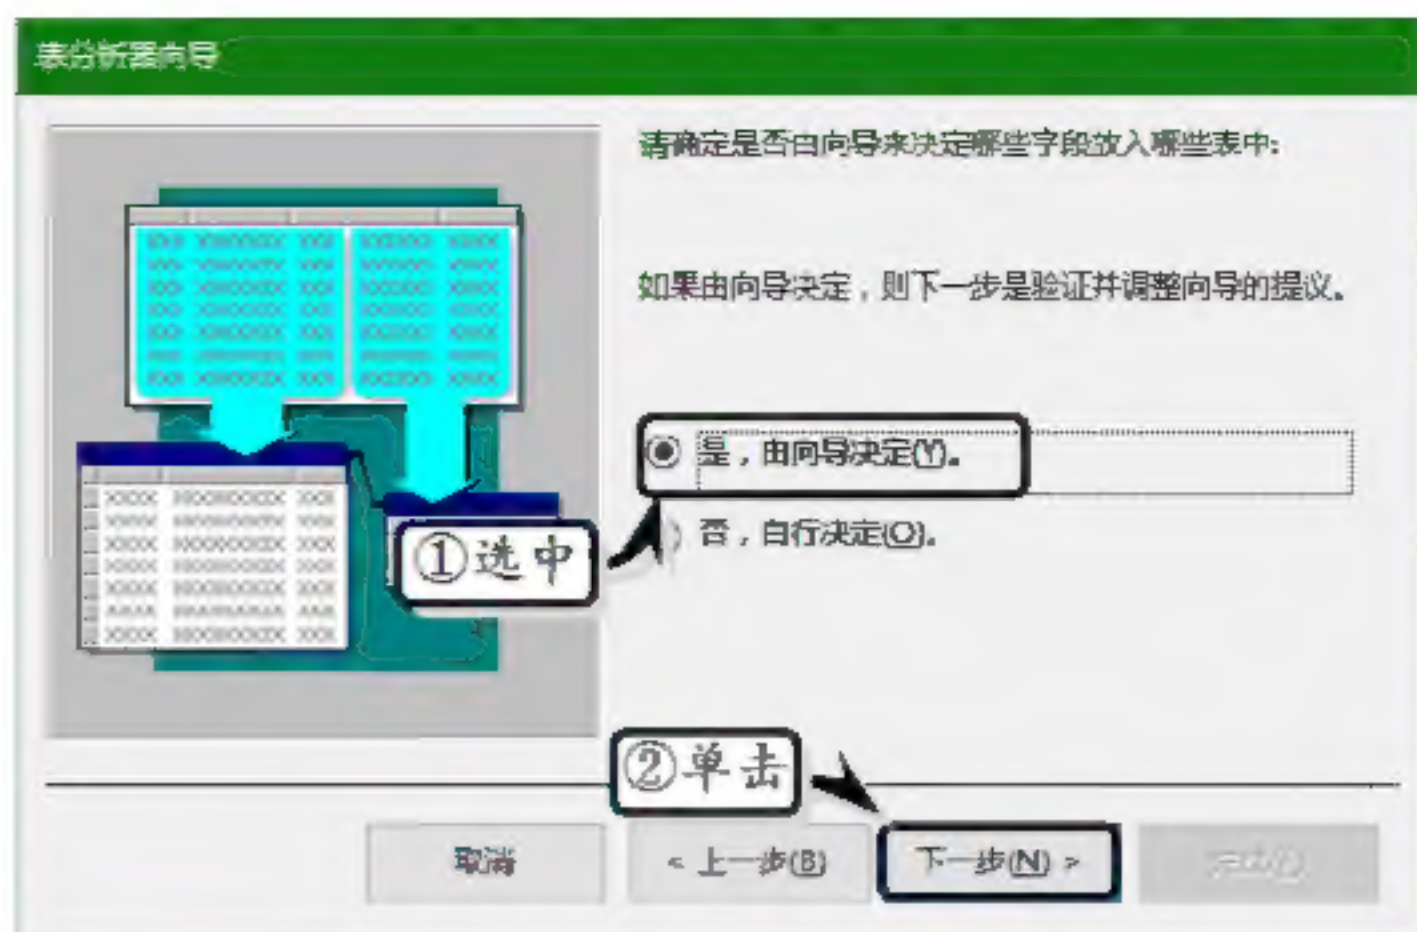 表分析器向导
请确定是否由向导来决定哪些字段放入哪些表中:
如果由向导决定，则下一步是验证并调整向导的提议。
是，由向导决定(Y)。
①选中
否，自行决定(O)。
②单击
取消
< 上一步(B)
下一步(N) >